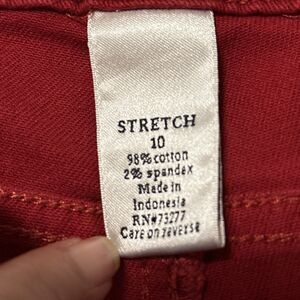 STRETCH
10
98% cotton
2% spandex
Made in
Indonesia
RN#73277
Care on reverse